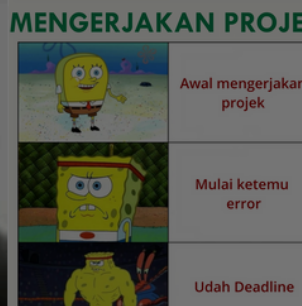 MENGERJAKAN PROJE
Awal mengerjakan
projek
Mulai ketemu
error
Udah Deadline